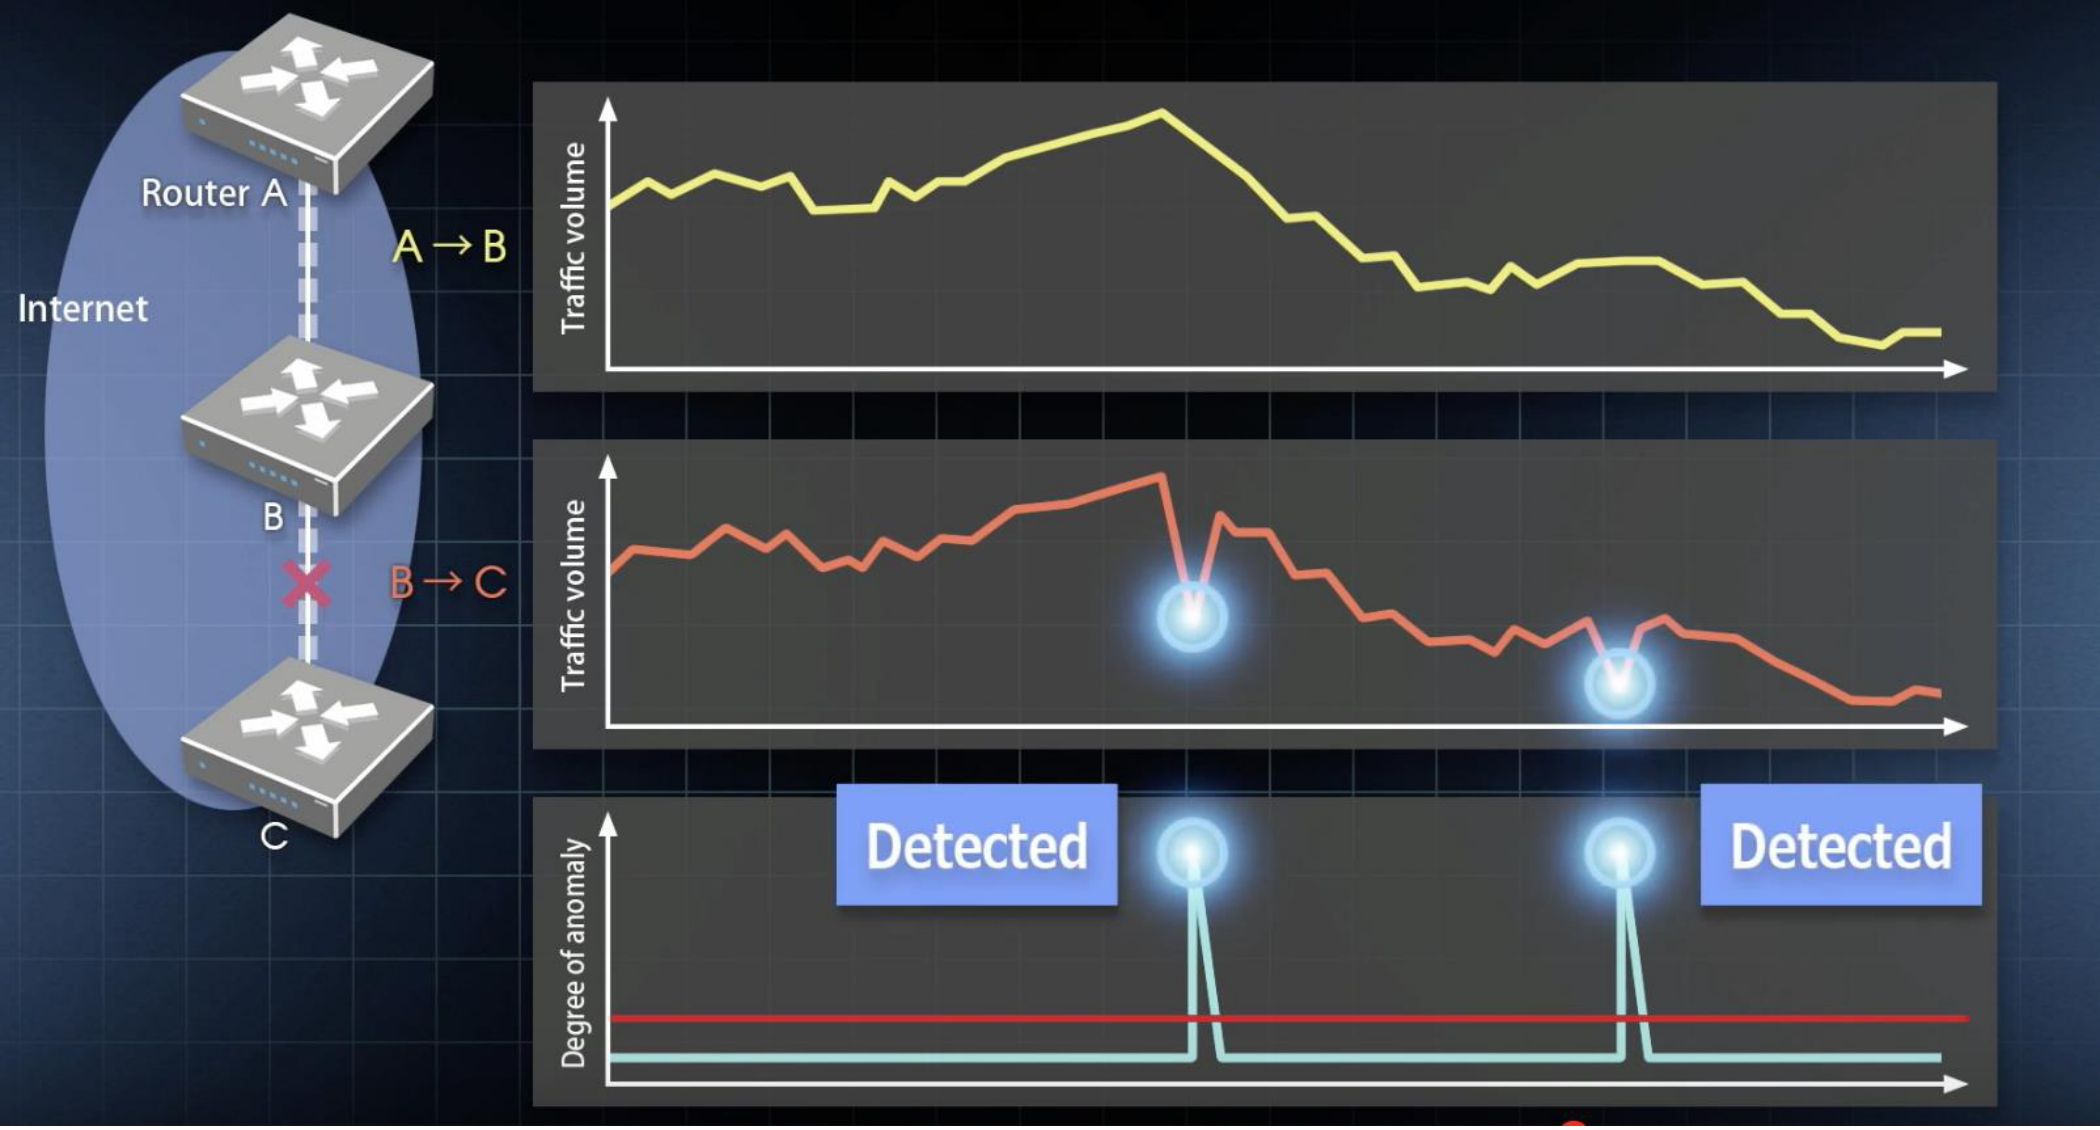 Router A
A→B
Internet
B
B→C
C
Traffic volume
Traffic volume
Degree of anomaly
Detected
Detected